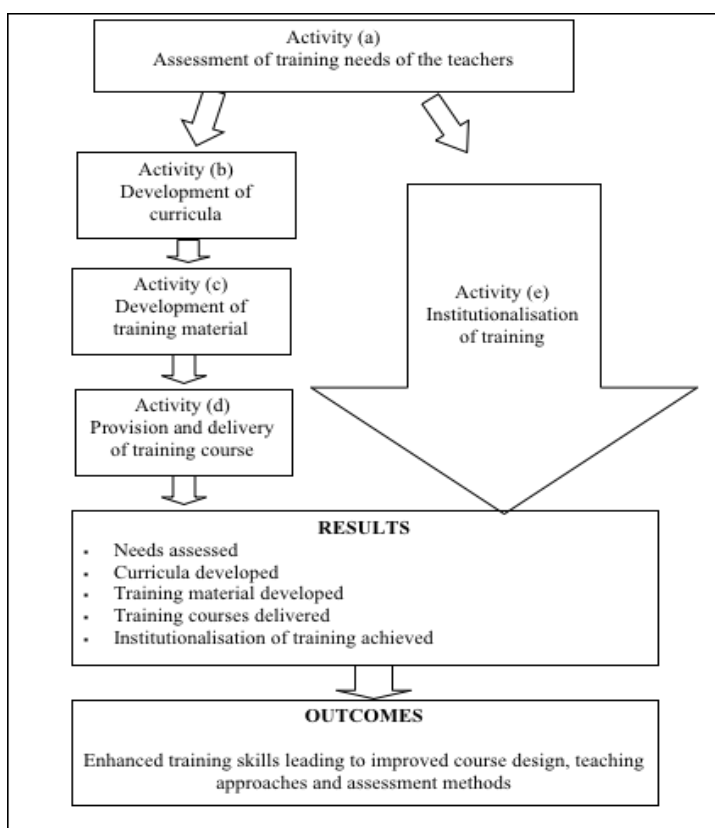 Activity (a)
Assessment of training needs of the teachers
Activity (b)
Development of
curricula
Activity (c)
Development of
training material
Activity (d)
Provision and delivery
of training course
Activity (e)
Institutionalisation
of training
RESULTS
• Needs assessed
• Curricula developed
• Training material developed
• Training courses delivered
• Institutionalisation of training achieved
OUTCOMES
Enhanced training skills leading to improved course design, teaching
approaches and assessment methods